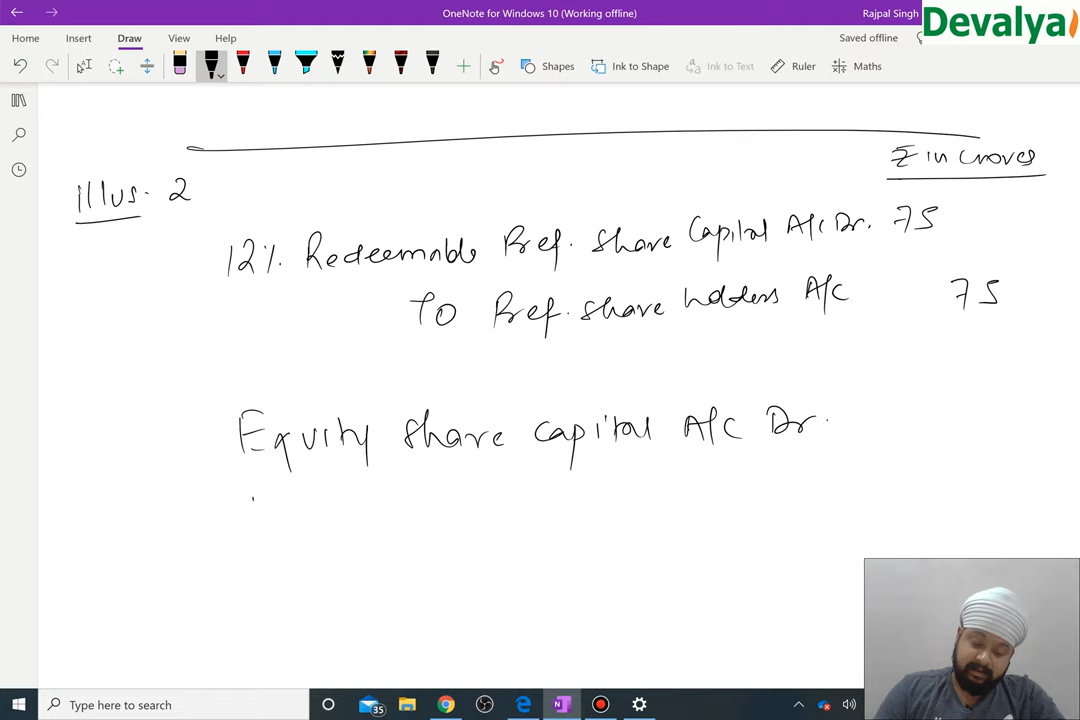 OneNote for Windows 10 (Working offline)
Rajpal Singh
Devalya
Home Insert Draw View Help
Saved offline
Shapes Ink to Shape Ink to Text Ruler Maths
₹ in Crores
Illus - 2
12% Redeemable Pref. Share Capital A/c Dr. 75
To Pref. Share holders A/c 75
Equity Share Capital A/c Dr.
Type here to search
35